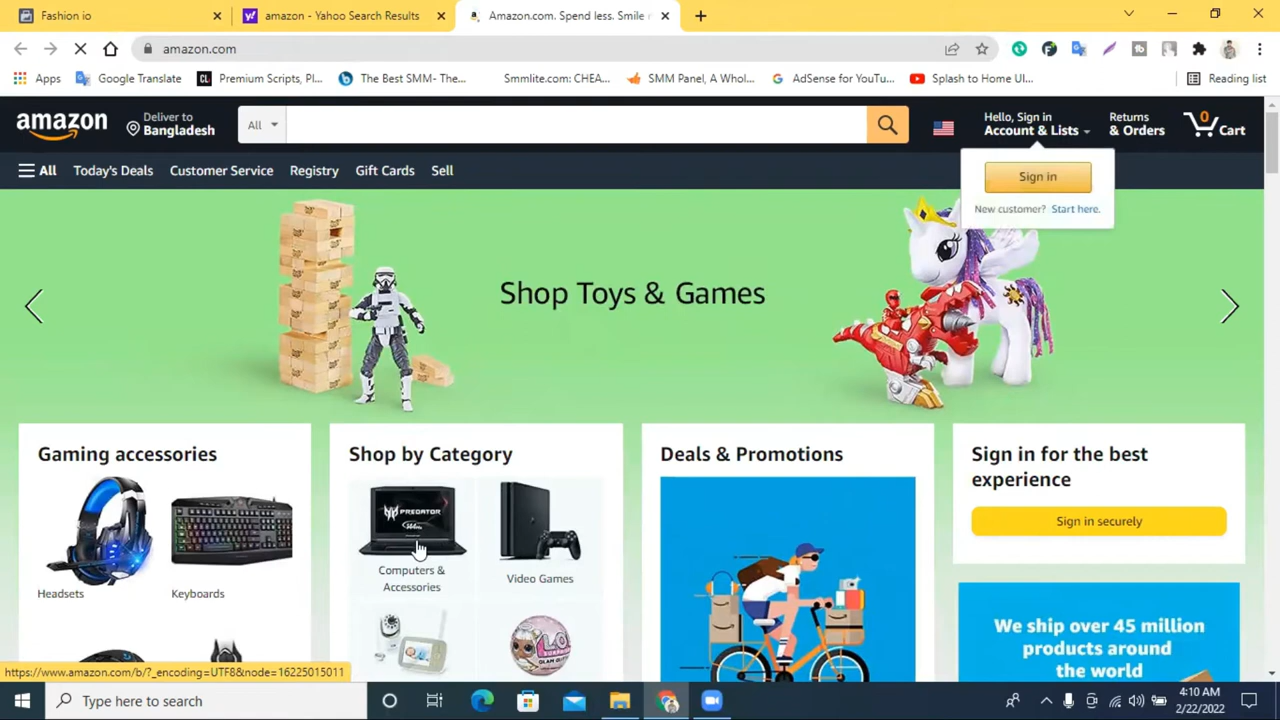 Fashion io
amazon - Yahoo Search Results
Amazon.com. Spend less. Smile m
amazon.com
Apps
Google Translate
Premium Scripts, Pl...
The Best SMM- The...
Smmlite.com: CHEA...
SMM Panel, A Whol...
AdSense for YouTu...
Splash to Home UI...
Reading list
amazon
Deliver to
Bangladesh
All
Hello, Sign in
Account & Lists
Returns
& Orders
0
Cart
All
Today's Deals
Customer Service
Registry
Gift Cards
Sell
Sign in
New customer? Start here.
Shop Toys & Games
Gaming accessories
Headsets
Keyboards
Shop by Category
PREDATOR
Computers &
Accessories
Video Games
Deals & Promotions
Sign in for the best
experience
Sign in securely
We ship over 45 million
products around
the world
https://www.amazon.com/b/?_encoding=UTF8&node=16225015011
Type here to search
4:10 AM
2/22/2022